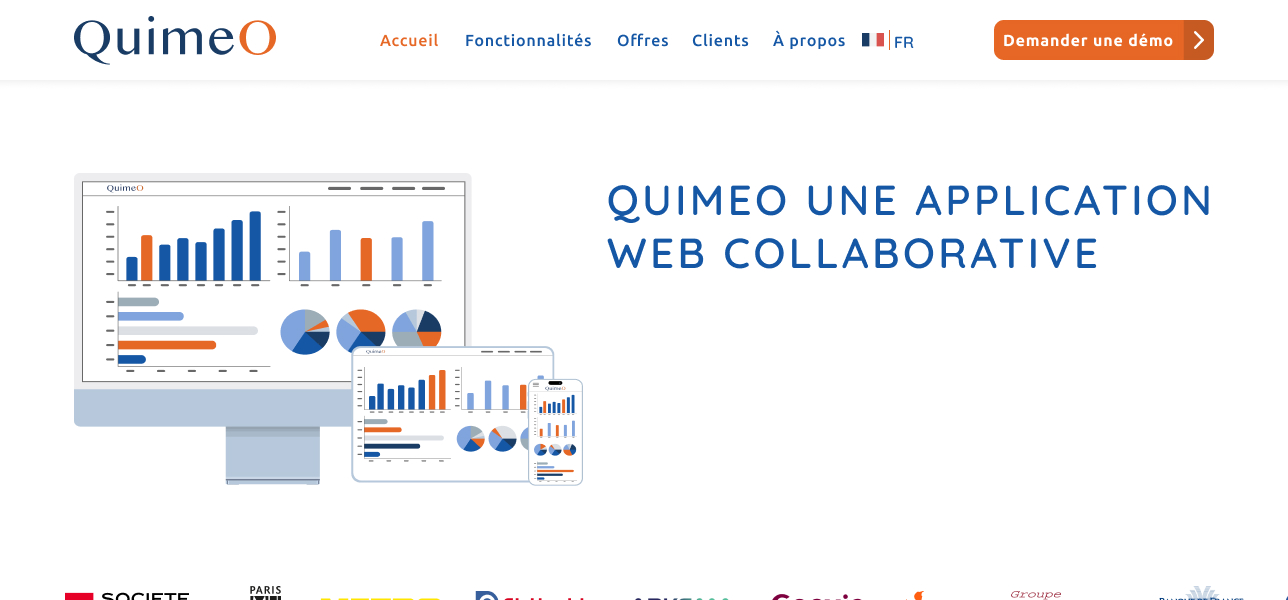 QuimeO
Accueil
Fonctionnalités
Offres
Clients
À propos
FR
Demander une démo
QuimeO
QUIMEO UNE APPLICATION
WEB COLLABORATIVE
QuimeO
QuimeO
SOCIETE
PARIS
Groupe